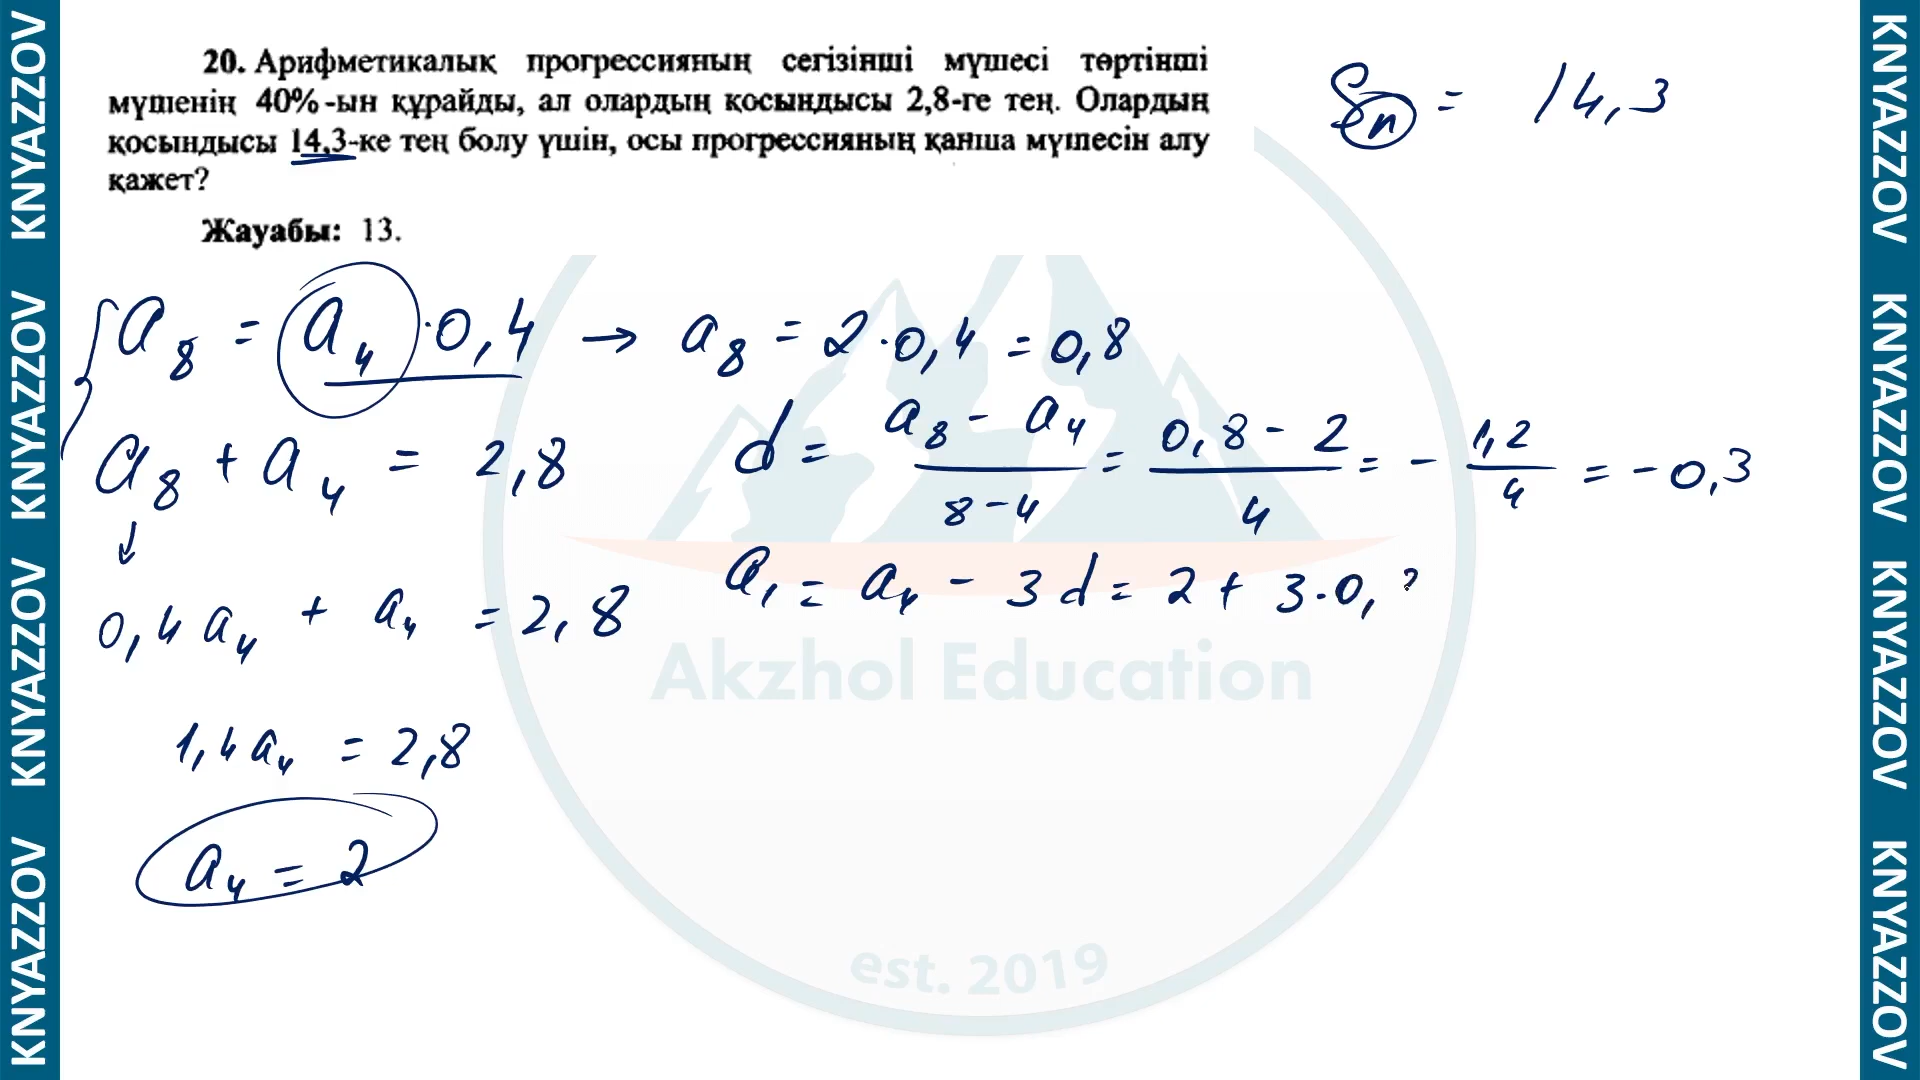 20. Арифметикалық прогрессияның сегізінші мүшесі төртінші
мүшенің 40%-ын құрайды, ал олардың қосындысы 2,8-ге тең. Олардың
қосындысы 14,3-ке тең болу үшін, осы прогрессияның қанша мүшесін алу
қажет?
Жауабы: 13.
Sn = 14,3
a8 = a4 · 0,4 → a8 = 2 · 0,4 = 0,8
a8 + a4 = 2,8
d = (a8 - a4)/(8 - 4) = (0,8 - 2)/4 = - 1,2/4 = - 0,3
↓
0,4 a4 + a4 = 2,8
a1 = a4 - 3d = 2 + 3 · 0,
1,4 a4 = 2,8
a4 = 2
Akzhol Education
est. 2019
KNYAZZOV
KNYAZZOV
KNYAZZOV
KNYAZZOV
KNYAZZOV
KNYAZZOV
KNYAZZOV
KNYAZZOV